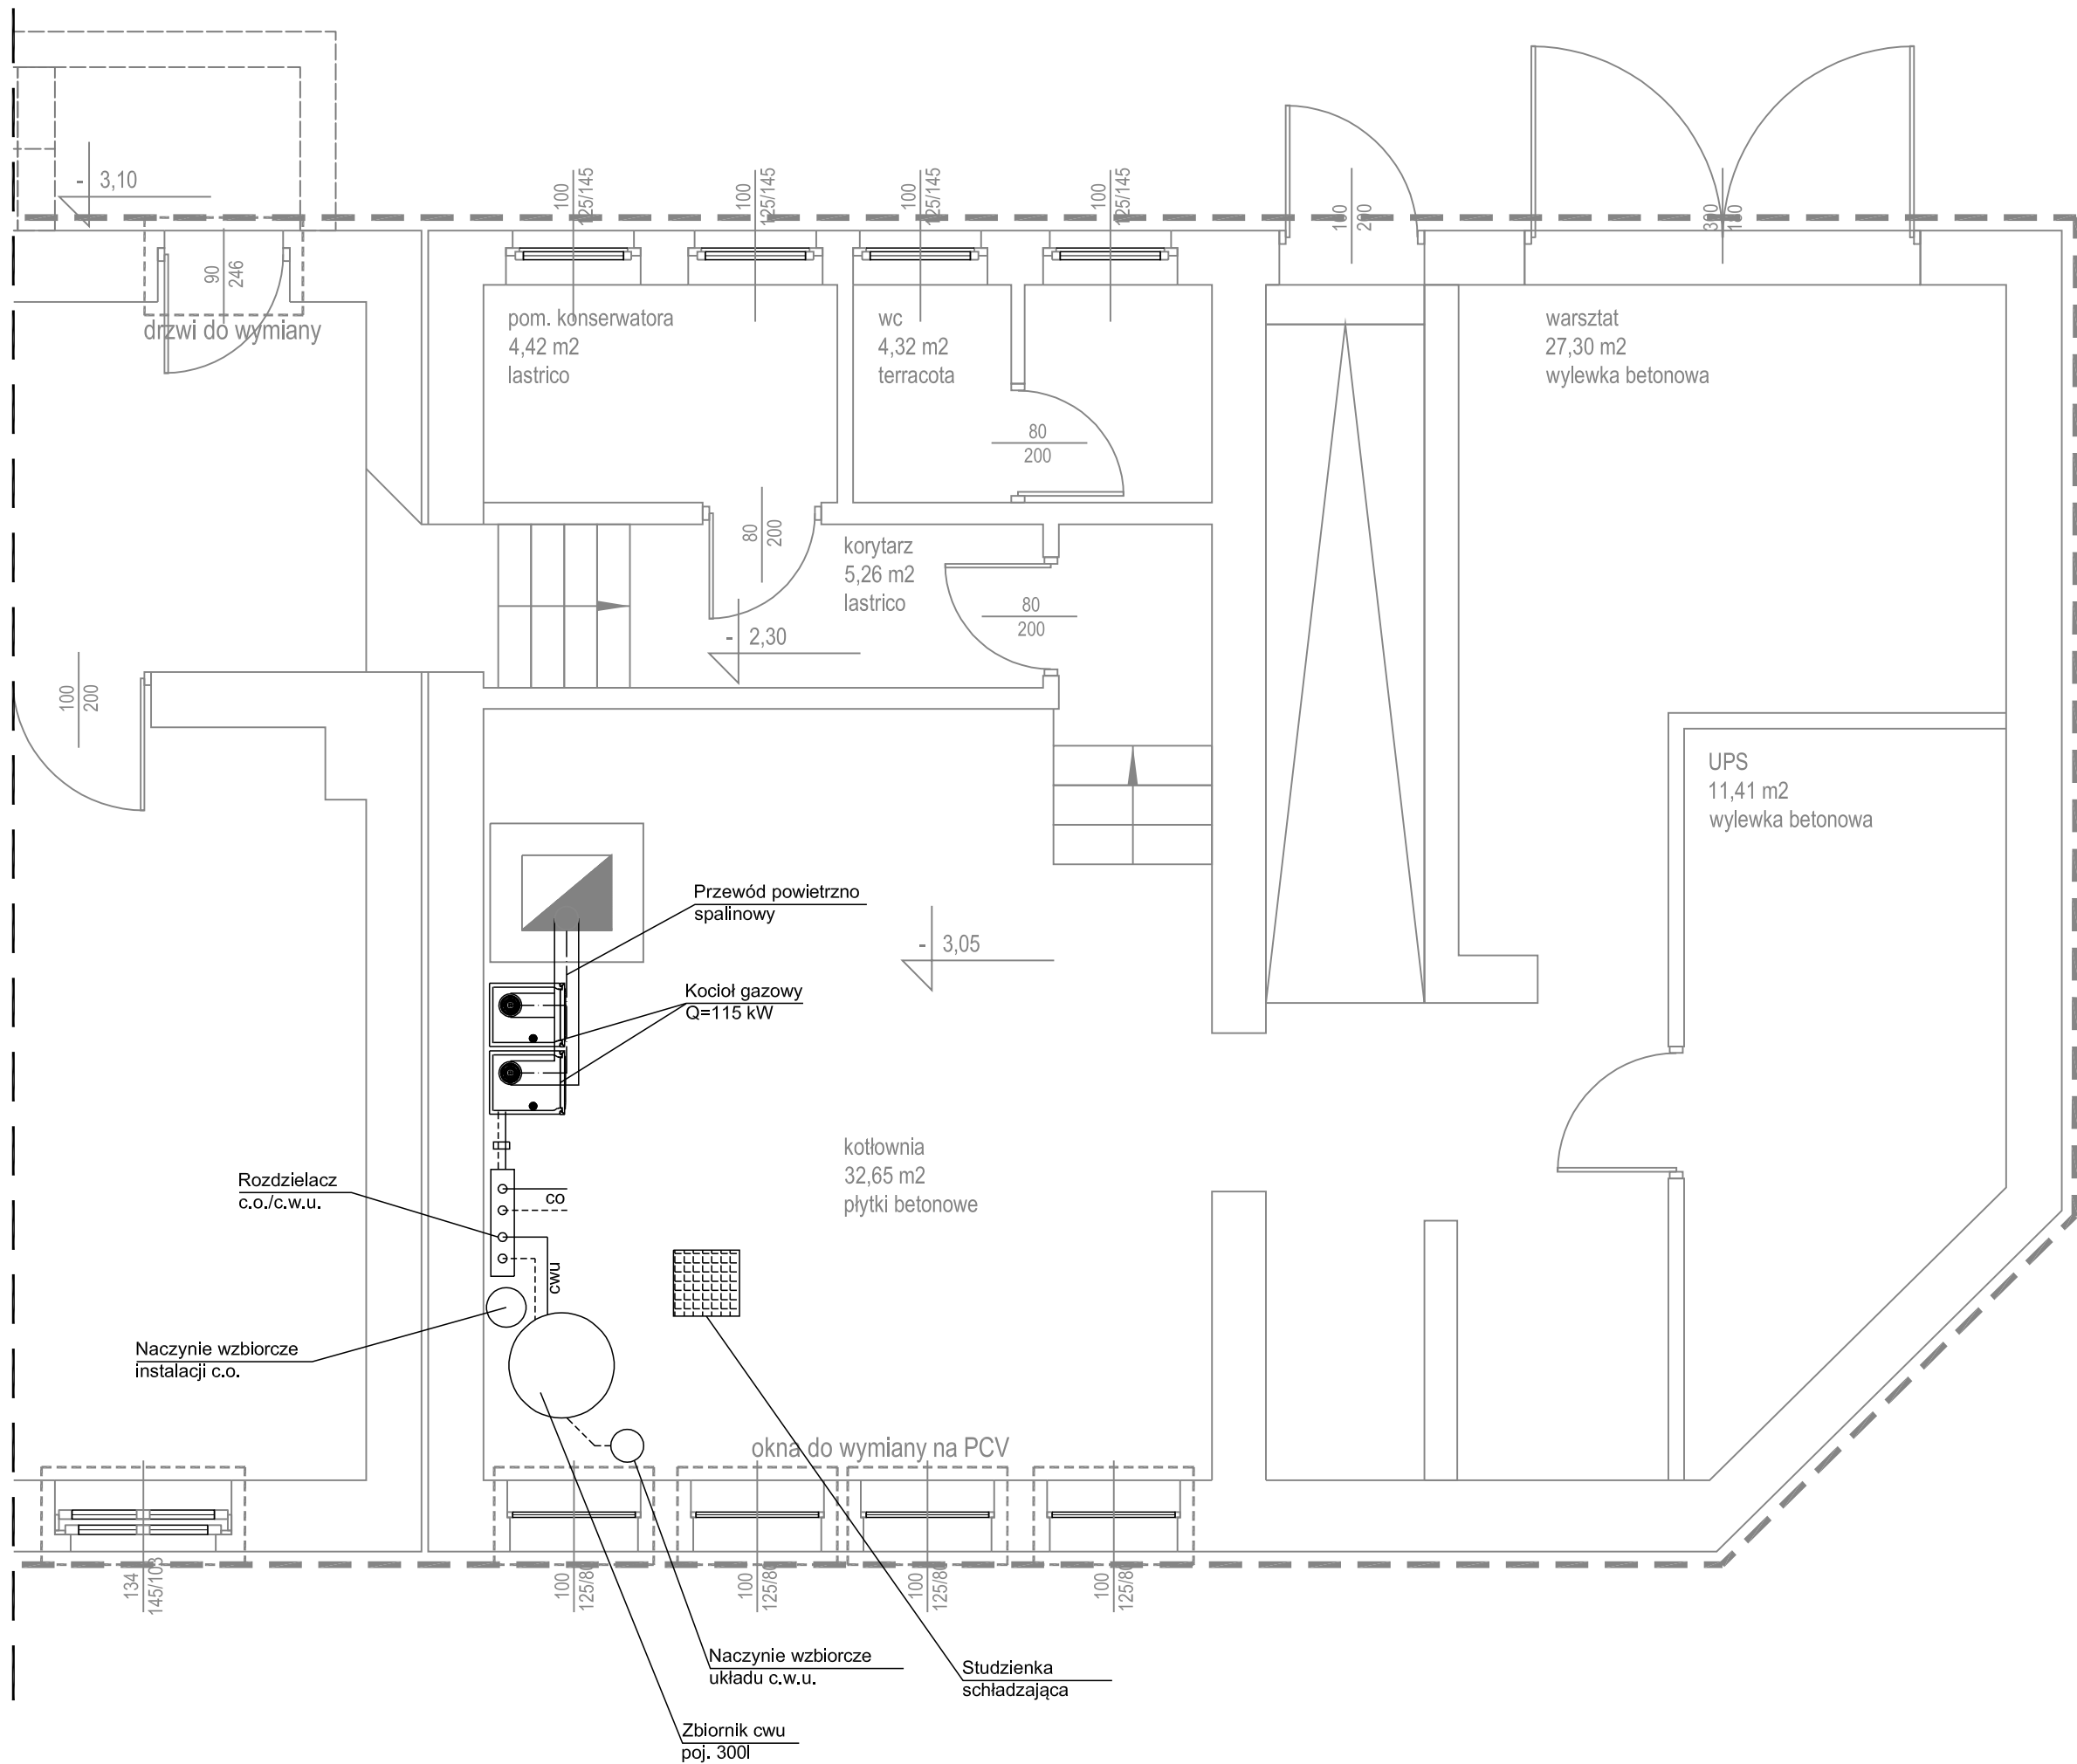 - 3,10
100
125/145
100
125/145
100
125/145
100
125/145
100
200
300
180
90
246
drzwi do wymiany
pom. konserwatora
4,42 m2
lastrico
wc
4,32 m2
terracota
warsztat
27,30 m2
wylewka betonowa
80
200
80
200
korytarz
5,26 m2
lastrico
80
200
- 2,30
100
200
UPS
11,41 m2
wylewka betonowa
Przewód powietrzno
spalinowy
- 3,05
Kocioł gazowy
Q=115 kW
kotłownia
32,65 m2
płytki betonowe
Rozdzielacz
c.o./c.w.u.
co
cwu
Naczynie wzbiorcze
instalacji c.o.
okna do wymiany na PCV
134
145/103
100
125/80
100
125/80
100
125/80
100
125/80
Naczynie wzbiorcze
układu c.w.u.
Studzienka
schładzająca
Zbiornik cwu
poj. 300l